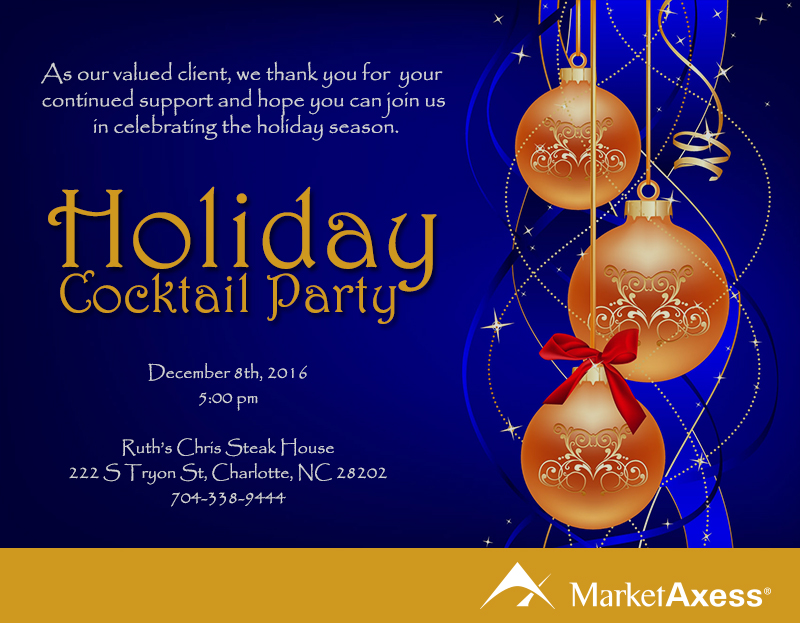 As our valued client, we thank you for your
continued support and hope you can join us
in celebrating the holiday season.
Holiday
Cocktail Party
December 8th, 2016
5:00 pm
Ruth's Chris Steak House
222 S Tryon St, Charlotte, NC 28202
704-338-9444
MarketAxess®